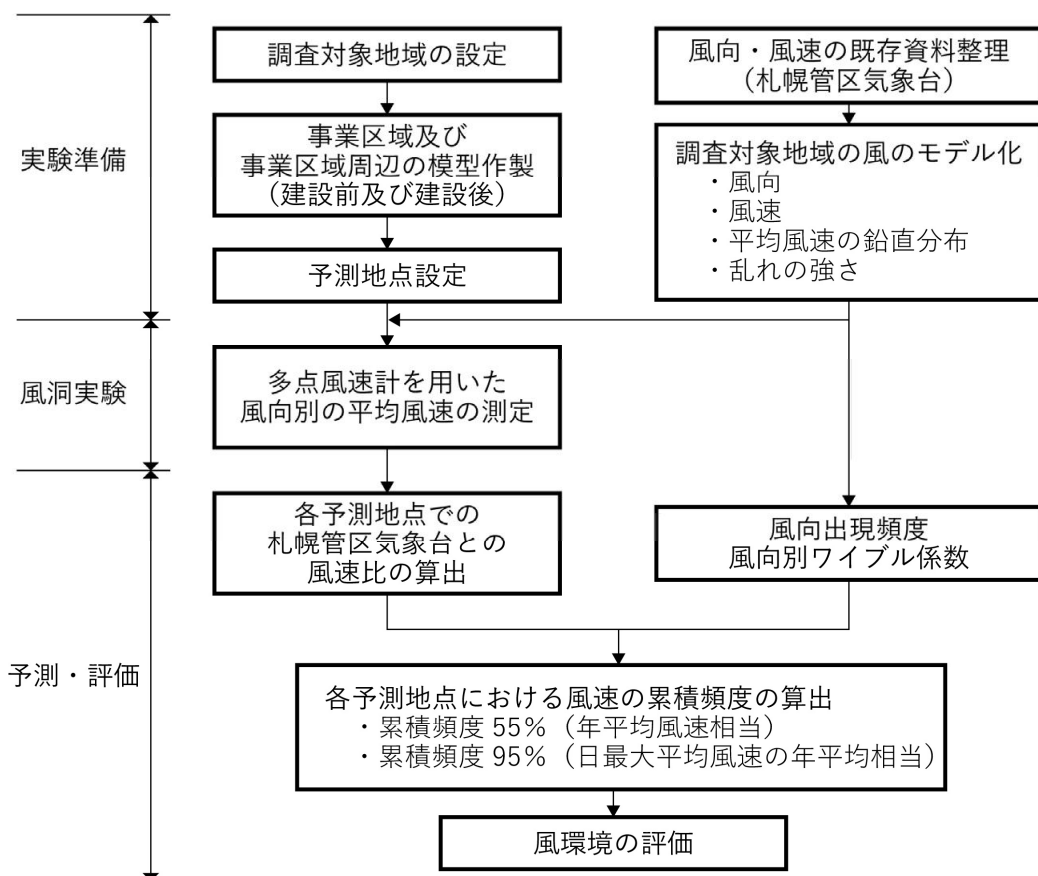 実験準備
調査対象地域の設定
事業区域及び
事業区域周辺の模型作製
（建設前及び建設後）
予測地点設定
風向・風速の既存資料整理
（札幌管区気象台）
調査対象地域の風のモデル化
・風向
・風速
・平均風速の鉛直分布
・乱れの強さ
風洞実験
多点風速計を用いた
風向別の平均風速の測定
予測・評価
各予測地点での
札幌管区気象台との
風速比の算出
風向出現頻度
風向別ワイブル係数
各予測地点における風速の累積頻度の算出
・累積頻度 55%（年平均風速相当）
・累積頻度 95%（日最大平均風速の年平均相当）
風環境の評価